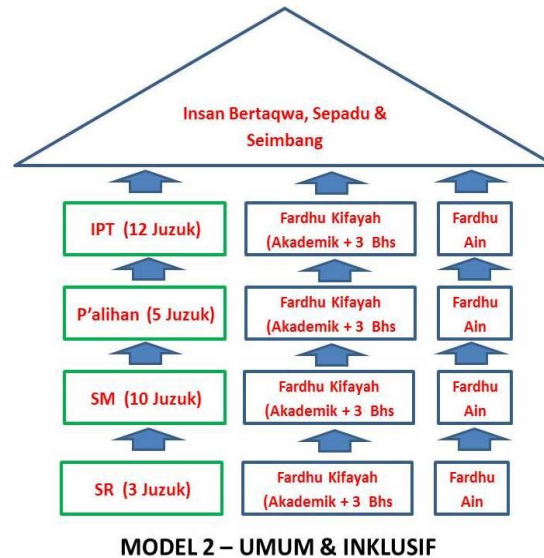 Insan Bertaqwa, Sepadu &
Seimbang
IPT (12 Juzuk)
Fardhu Kifayah
(Akademik + 3 Bhs
Fardhu
Ain
P'alihan (5 Juzuk)
Fardhu Kifayah
(Akademik + 3 Bhs
Fardhu
Ain
SM (10 Juzuk)
Fardhu Kifayah
(Akademik + 3 Bhs
Fardhu
Ain
SR (3 Juzuk)
Fardhu Kifayah
(Akademik + 3 Bhs
Fardhu
Ain
MODEL 2 – UMUM & INKLUSIF